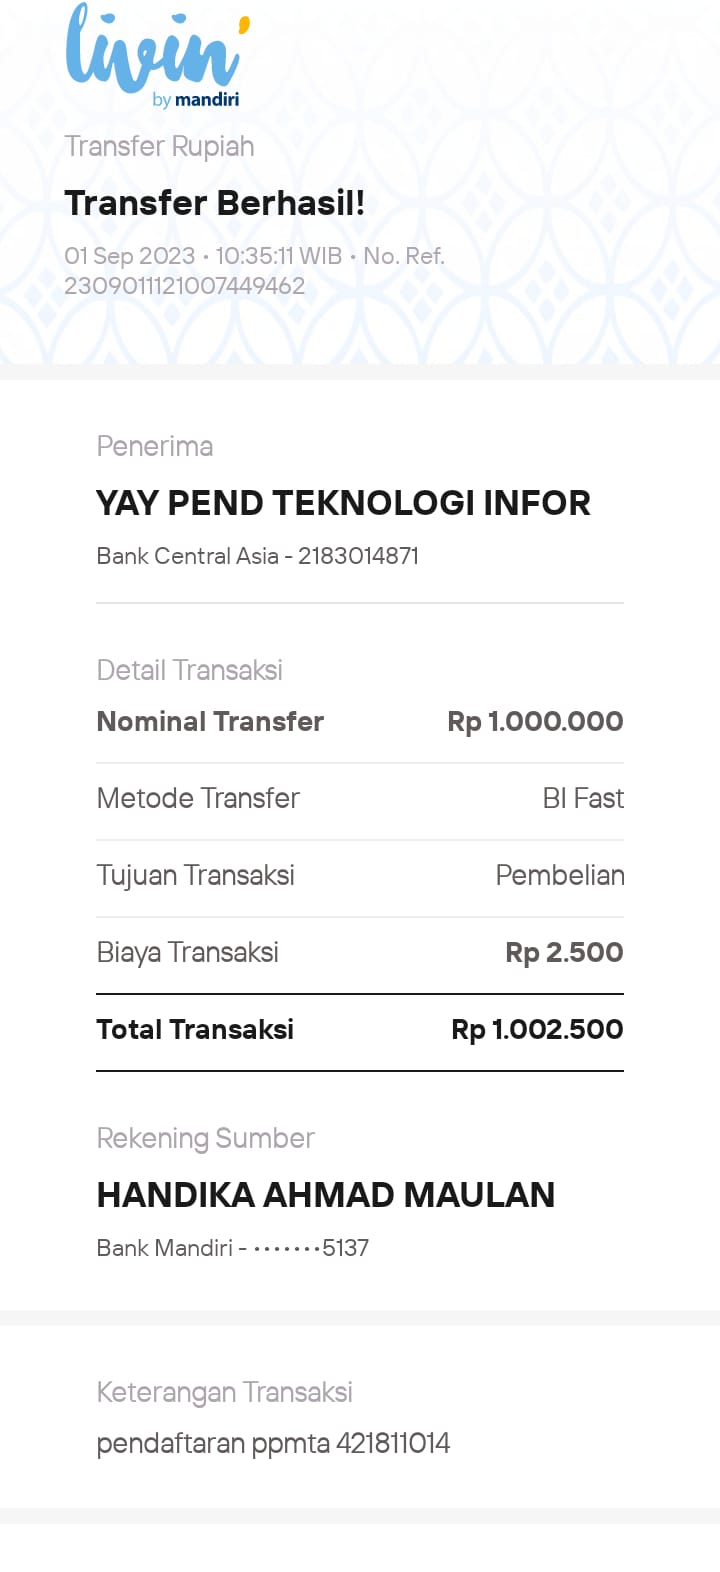 livin'
by mandiri
Transfer Rupiah
Transfer Berhasil!
01 Sep 2023 • 10:35:11 WIB • No. Ref.
2309011121007449462
Penerima
YAY PEND TEKNOLOGI INFOR
Bank Central Asia - 2183014871
Detail Transaksi
Nominal Transfer Rp 1.000.000
Metode Transfer BI Fast
Tujuan Transaksi Pembelian
Biaya Transaksi Rp 2.500
Total Transaksi Rp 1.002.500
Rekening Sumber
HANDIKA AHMAD MAULAN
Bank Mandiri - •••••••5137
Keterangan Transaksi
pendaftaran ppmta 421811014